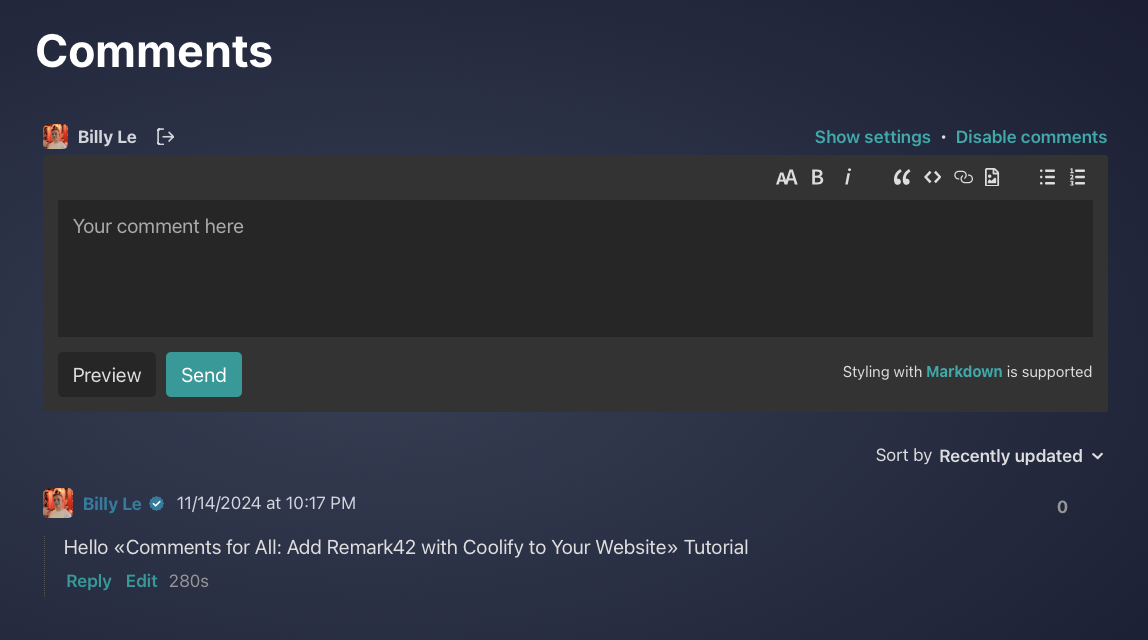 Comments
Billy Le
Show settings • Disable comments
AA B i
Your comment here
Preview
Send
Styling with Markdown is supported
Sort by Recently updated
Billy Le 11/14/2024 at 10:17 PM
0
Hello «Comments for All: Add Remark42 with Coolify to Your Website» Tutorial
Reply Edit 280s